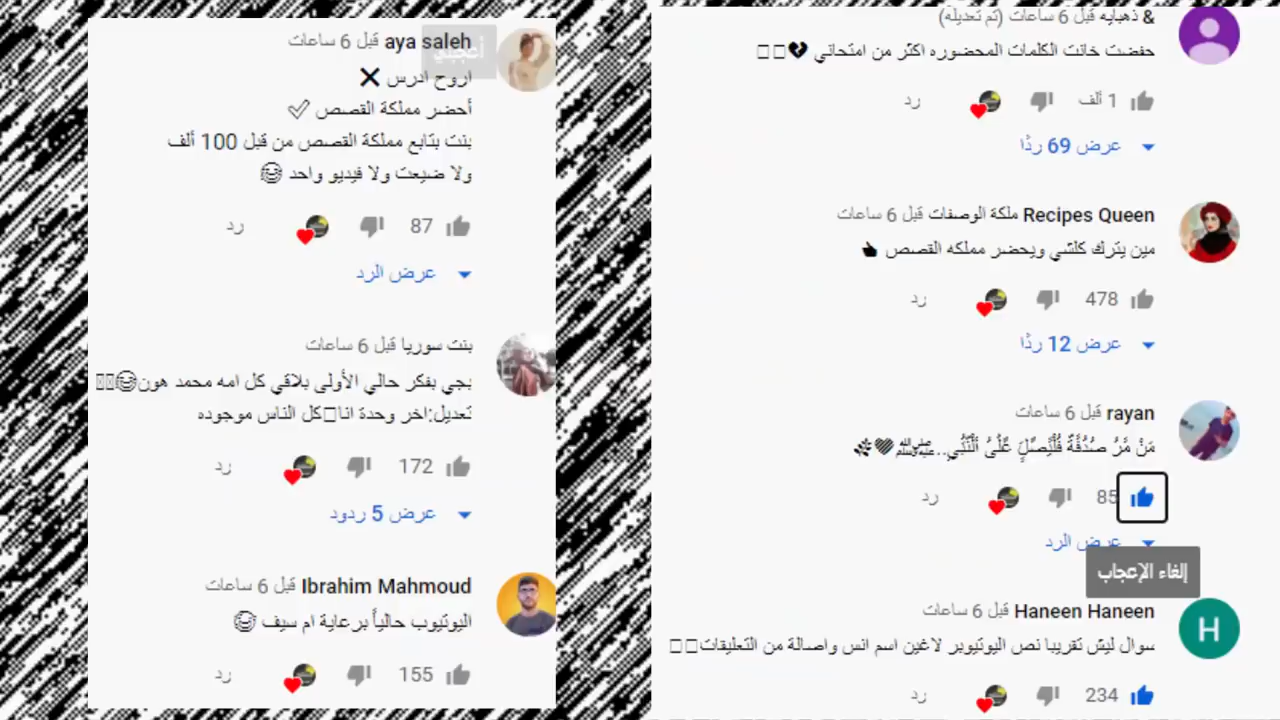 & ذهبايه قبل 6 ساعات (تم تعديله)
حفضت خانت الكلمات المحضوره اكثر من امتحاني 💔
1 ألف
رد
عرض 69 ردًا
Recipes Queen ملكة الوصفات قبل 6 ساعات
مين يترك كلشي ويحضر مملكه القصص 👍
478
رد
عرض 12 ردًا
rayan قبل 6 ساعات
85
رد
عرض الرد
إلغاء الإعجاب
Haneen Haneen قبل 6 ساعات
سوال ليش تقريبا نص اليوتيوبر لاغين اسم انس واصالة من التعليقات
234
رد
aya saleh قبل 6 ساعات
أعجبني
اروح ادرس ❌
أحضر مملكة القصص ✅
بنت بتابع مملكة القصص من قبل 100 ألف
ولا ضيعت ولا فيديو واحد 😂
87
رد
عرض الرد
بنت سوريا قبل 6 ساعات
بجي بفكر حالي الأولى بلاقي كل امه محمد هون😂
تعديل:اخر وحدة انا كل الناس موجوده
172
رد
عرض 5 ردود
Ibrahim Mahmoud قبل 6 ساعات
اليوتيوب حالياً برعاية ام سيف 😂
155
رد
H